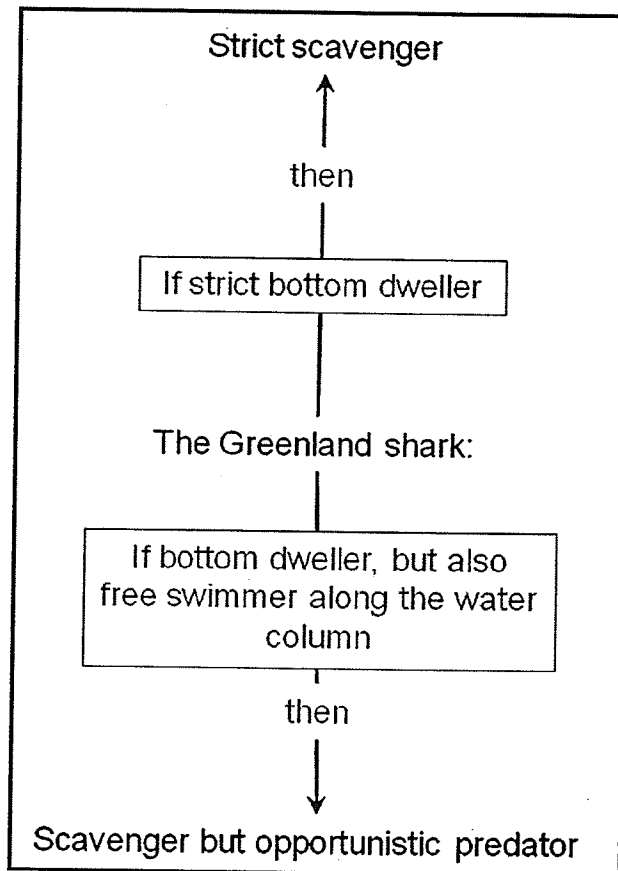 Strict scavenger
then
If strict bottom dweller
The Greenland shark:
If bottom dweller, but also
free swimmer along the water
column
then
Scavenger but opportunistic predator